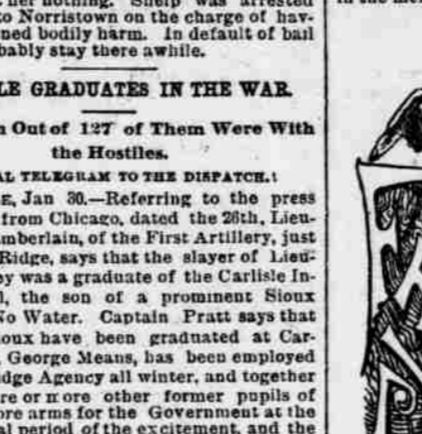 her nothing. Shelp was arrested
to Norristown on the charge of hav-
ned bodily harm. In default of bail
bably stay there awhile.
LE GRADUATES IN THE WAR.
n Out of 127 of Them Were With
the Hostiles.
AL TELEGRAM TO THE DISPATCH.1
E, Jan 30.—Referring to the press
from Chicago, dated the 26th, Lieu-
mberlain, of the First Artillery, just
Ridge, says that the slayer of Lieu-
ey was a graduate of the Carlisle In-
l, the son of a prominent Sioux
No Water. Captain Pratt says that
ioux have been graduated at Car-
, George Means, has been employed
idge Agency all winter, and together
re or more other former pupils of
ore arms for the Government at the
al period of the excitement, and the
in the